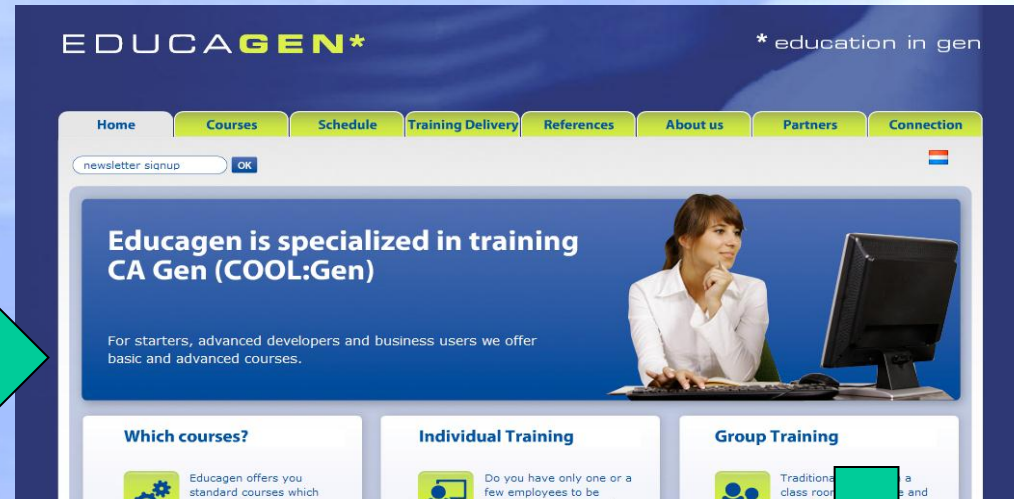 EDUCAGEN*
* education in gen
Home Courses Schedule Training Delivery References About us Partners Connection
newsletter signup OK
Educagen is specialized in training
CA Gen (COOL:Gen)
For starters, advanced developers and business users we offer
basic and advanced courses.
Which courses?
Educagen offers you
standard courses which
Individual Training
Do you have only one or a
few employees to be
Group Training
a
class and